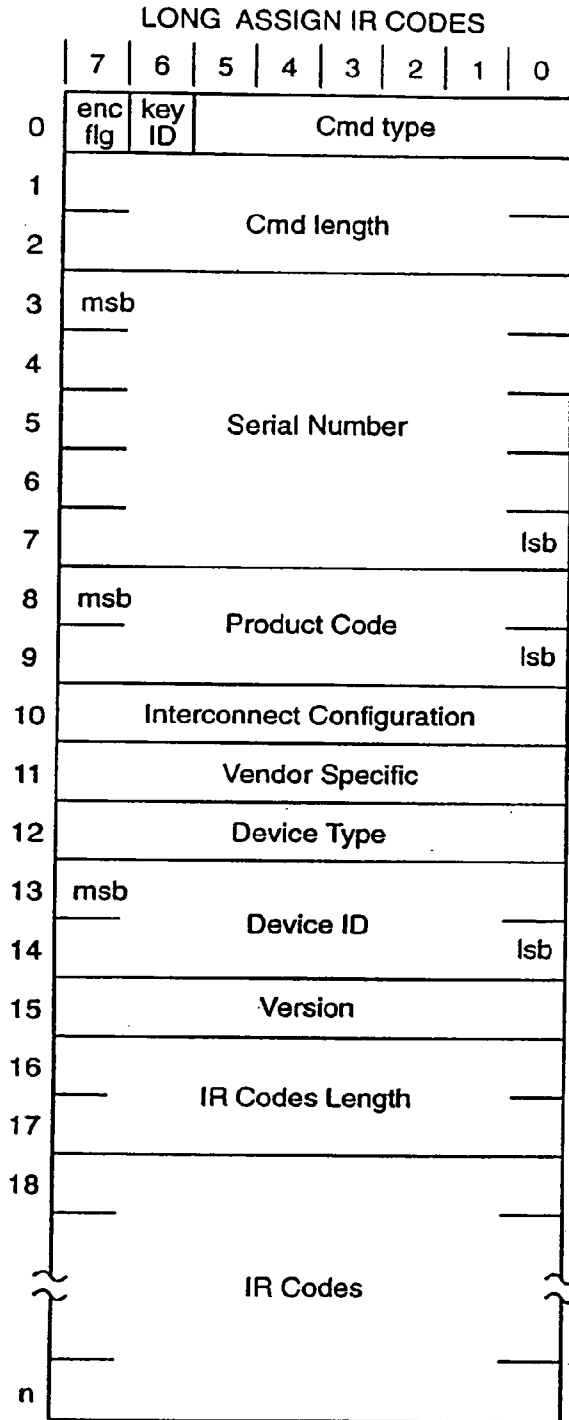 LONG ASSIGN IR CODES
7 | 6 | 5 | 4 | 3 | 2 | 1 | 0
0 enc flg key ID Cmd type
1
Cmd length
2
3 msb
4
5 Serial Number
6
7 lsb
8 msb
Product Code
9 lsb
10 Interconnect Configuration
11 Vendor Specific
12 Device Type
13 msb
Device ID
14 lsb
15 Version
16
IR Codes Length
17
18
IR Codes
n